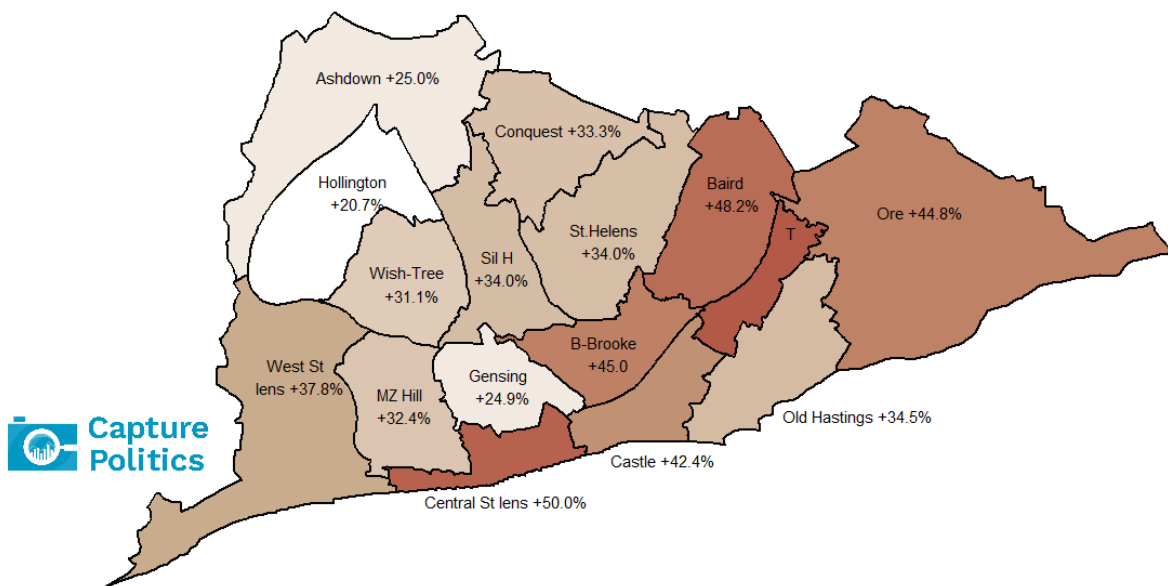 Ashdown +25.0%
Conquest +33.3%
Hollington
+20.7%
Baird
+48.2%
Ore +44.8%
T
St.Helens
+34.0%
Sil H
+34.0%
Wish-Tree
+31.1%
B-Brooke
+45.0
West St
lens +37.8%
Gensing
+24.9%
MZ Hill
+32.4%
Old Hastings +34.5%
Capture
Politics
Castle +42.4%
Central St lens +50.0%